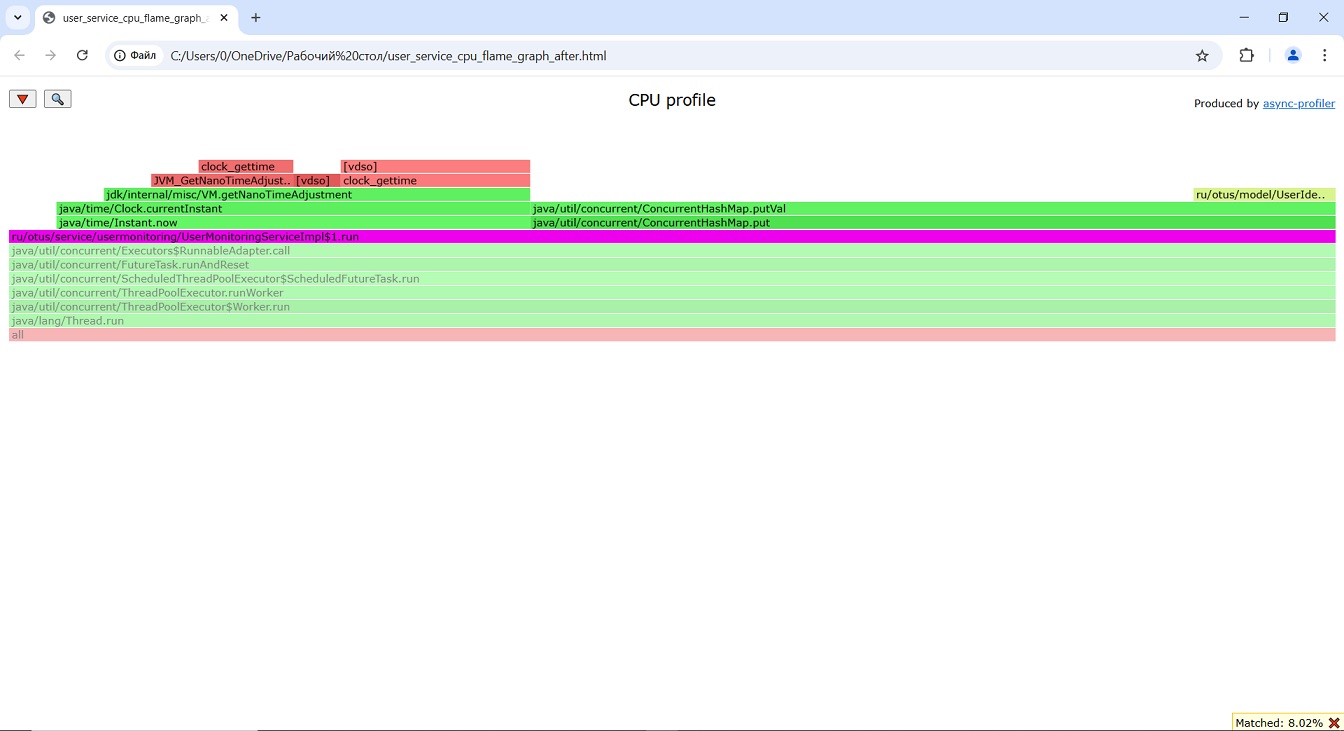 user_service_cpu_flame_graph_
Файл
C:/Users/0/OneDrive/Рабочий%20стол/user_service_cpu_flame_graph_after.html
CPU profile
Produced by async-profiler
clock_gettime [vdso]
JVM_GetNanoTimeAdjust.. [vdso] clock_gettime
jdk/internal/misc/VM.getNanoTimeAdjustment ru/otus/model/UserIde..
java/time/Clock.currentInstant java/util/concurrent/ConcurrentHashMap.putVal
java/time/Instant.now java/util/concurrent/ConcurrentHashMap.put
ru/otus/service/usermonitoring/UserMonitoringServiceImpl$1.run
java/util/concurrent/Executors$RunnableAdapter.call
java/util/concurrent/FutureTask.runAndReset
java/util/concurrent/ScheduledThreadPoolExecutor$ScheduledFutureTask.run
java/util/concurrent/ThreadPoolExecutor.runWorker
java/util/concurrent/ThreadPoolExecutor$Worker.run
java/lang/Thread.run
all
Matched: 8.02%